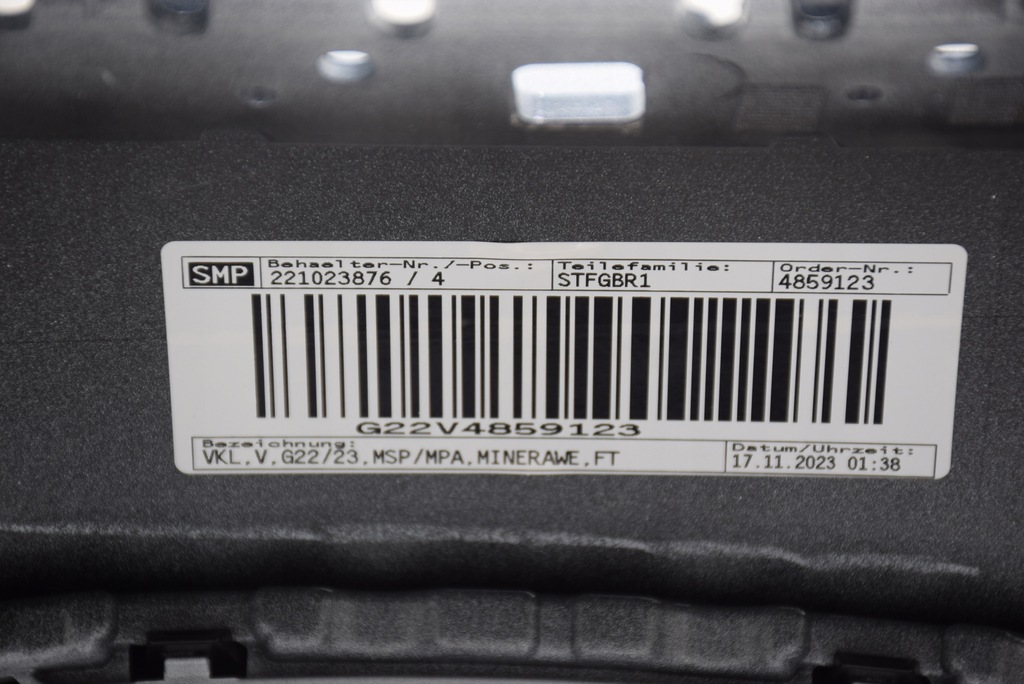 SMP Behaelter-Nr./-Pos.: Teilefamilie: Order-Nr.:
221023876 / 4 STFGBR1 4859123
G22V4859123
Bezeichnung: Datum/Uhrzeit:
VKL,V,G22/23,MSP/MPA,MINERAWE,FT 17.11.2023 01:38